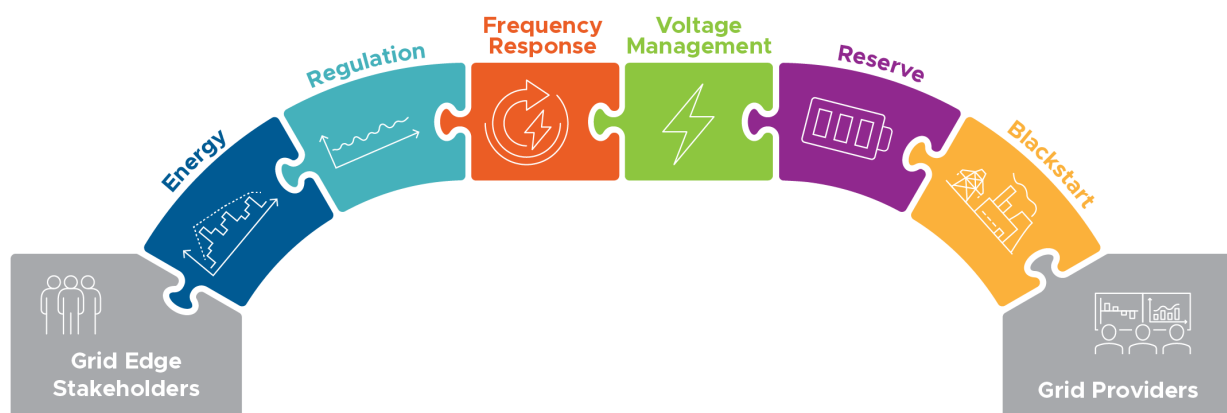 Frequency
Response
Voltage
Management
Regulation
Reserve
Energy
Blackstart
Grid Edge
Stakeholders
Grid Providers